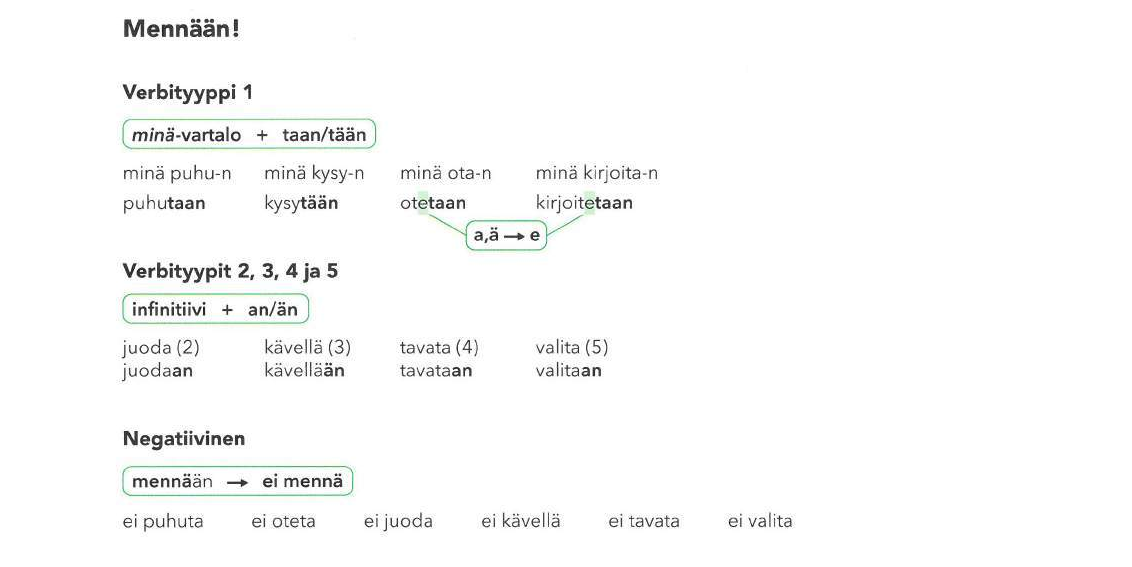 Mennään!
Verbityyppi 1
minä-vartalo + taan/tään
minä puhu-n minä kysy-n minä ota-n minä kirjoita-n
puhutaan kysytään otetaan kirjoitetaan
a,ä → e
Verbityypit 2, 3, 4 ja 5
infinitiivi + an/än
juoda (2) kävellä (3) tavata (4) valita (5)
juodaan kävellään tavataan valitaan
Negatiivinen
mennään → ei mennä
ei puhuta ei oteta ei juoda ei kävellä ei tavata ei valita